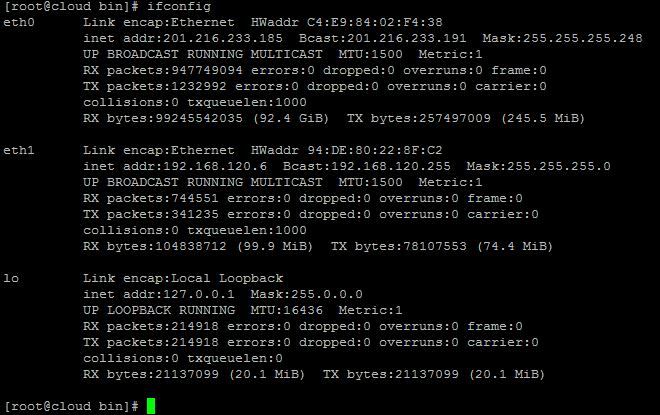 [root@cloud bin]# ifconfig
eth0      Link encap:Ethernet  HWaddr C4:E9:84:02:F4:38
          inet addr:201.216.233.185  Bcast:201.216.233.191  Mask:255.255.255.248
          UP BROADCAST RUNNING MULTICAST  MTU:1500  Metric:1
          RX packets:947749094 errors:0 dropped:0 overruns:0 frame:0
          TX packets:1232992 errors:0 dropped:0 overruns:0 carrier:0
          collisions:0 txqueuelen:1000
          RX bytes:99245542035 (92.4 GiB)  TX bytes:257497009 (245.5 MiB)
eth1      Link encap:Ethernet  HWaddr 94:DE:80:22:8F:C2
          inet addr:192.168.120.6  Bcast:192.168.120.255  Mask:255.255.255.0
          UP BROADCAST RUNNING MULTICAST  MTU:1500  Metric:1
          RX packets:744551 errors:0 dropped:0 overruns:0 frame:0
          TX packets:341235 errors:0 dropped:0 overruns:0 carrier:0
          collisions:0 txqueuelen:1000
          RX bytes:104838712 (99.9 MiB)  TX bytes:78107553 (74.4 MiB)
lo        Link encap:Local Loopback
          inet addr:127.0.0.1  Mask:255.0.0.0
          UP LOOPBACK RUNNING  MTU:16436  Metric:1
          RX packets:214918 errors:0 dropped:0 overruns:0 frame:0
          TX packets:214918 errors:0 dropped:0 overruns:0 carrier:0
          collisions:0 txqueuelen:0
          RX bytes:21137099 (20.1 MiB)  TX bytes:21137099 (20.1 MiB)
[root@cloud bin]#